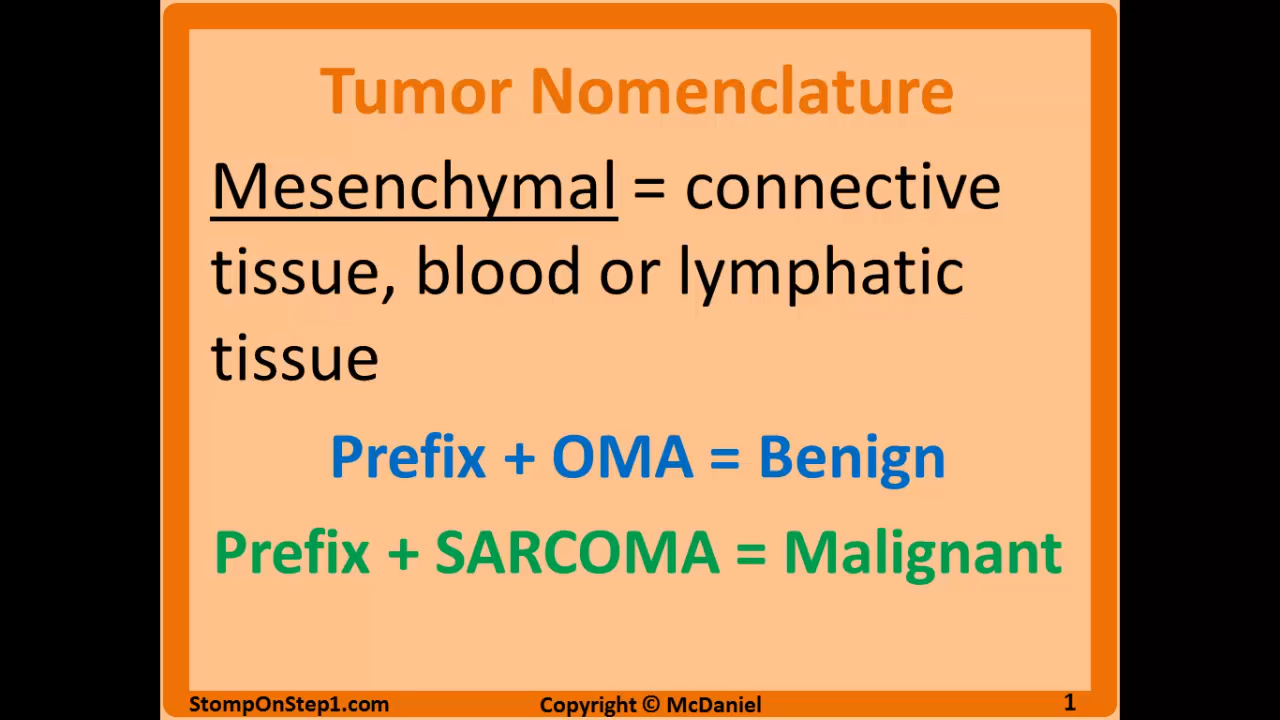 Tumor Nomenclature
Mesenchymal = connective
tissue, blood or lymphatic
tissue
Prefix + OMA = Benign
Prefix + SARCOMA = Malignant
StompOnStep1.com Copyright © McDaniel 1